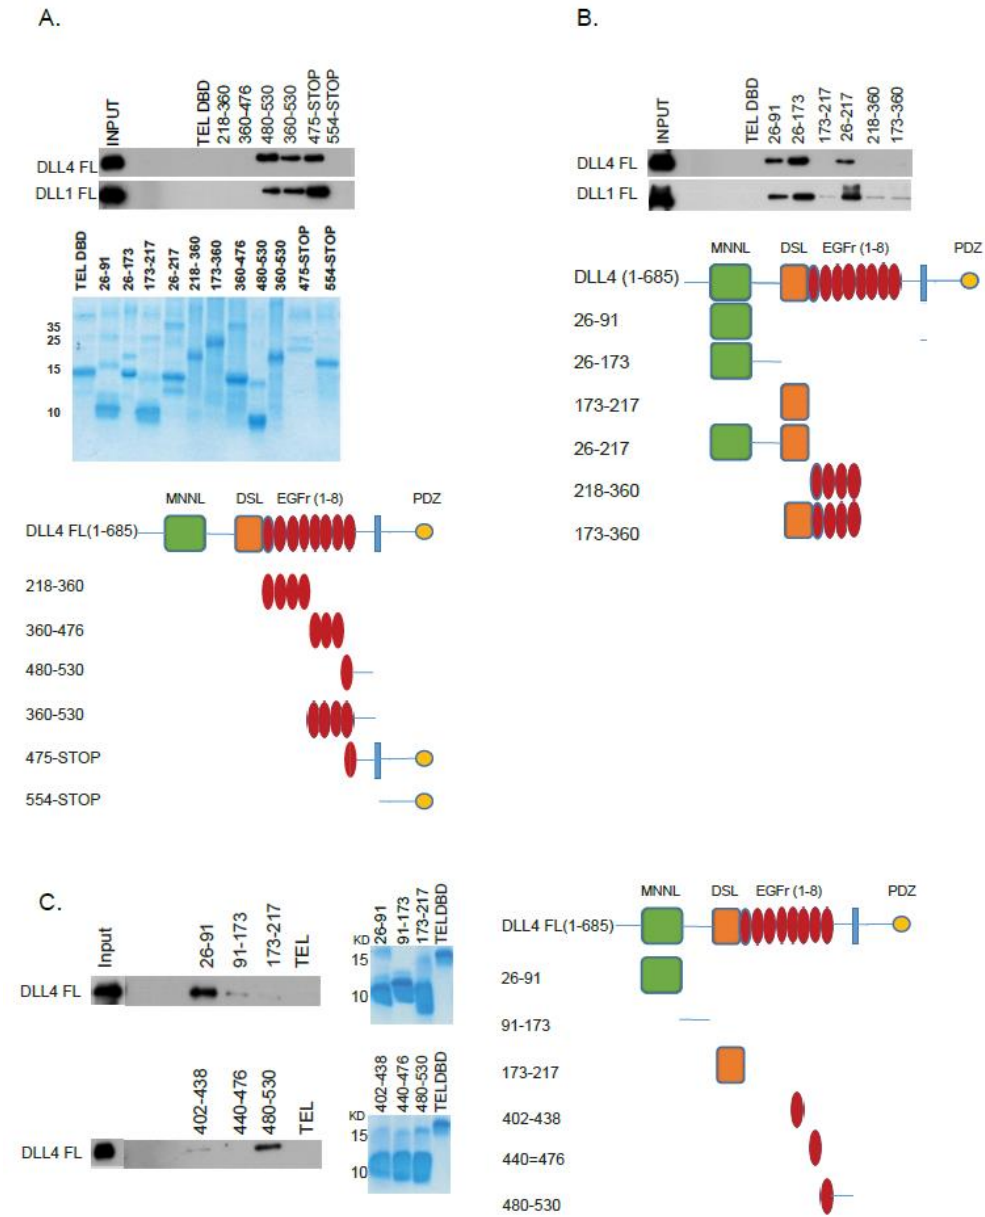 A.
INPUT TEL DBD 218-360 360-476 480-530 360-530 475-STOP 554-STOP
DLL4 FL
DLL1 FL
TEL DBD 26-91 26-173 173-217 26-217 218- 360 173-360 360-476 480-530 360-530 475-STOP 554-STOP
35
25
15
10
MNNL DSL EGFr (1-8) PDZ
DLL4 FL(1-685)
218-360
360-476
480-530
360-530
475-STOP
554-STOP
B.
INPUT TEL DBD 26-91 26-173 173-217 26-217 218-360 173-360
DLL4 FL
DLL1 FL
MNNL DSL EGFr (1-8) PDZ
DLL4 (1-685)
26-91
26-173
173-217
26-217
218-360
173-360
C.
Input 26-91 91-173 173-217 TEL
DLL4 FL
KD 26-91 91-173 173-217 TELDBD
15
10
402-438 440-476 480-530 TEL
DLL4 FL
KD 402-438 440-476 480-530 TELDBD
15
10
MNNL DSL EGFr (1-8) PDZ
DLL4 FL(1-685)
26-91
91-173
173-217
402-438
440=476
480-530